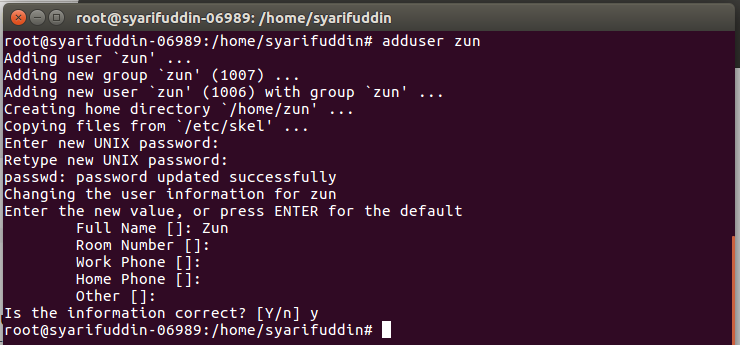 root@syarifuddin-06989: /home/syarifuddin
root@syarifuddin-06989:/home/syarifuddin# adduser zun
Adding user `zun' ...
Adding new group `zun' (1007) ...
Adding new user `zun' (1006) with group `zun' ...
Creating home directory `/home/zun' ...
Copying files from `/etc/skel' ...
Enter new UNIX password:
Retype new UNIX password:
passwd: password updated successfully
Changing the user information for zun
Enter the new value, or press ENTER for the default
        Full Name []: Zun
        Room Number []:
        Work Phone []:
        Home Phone []:
        Other []:
Is the information correct? [Y/n] y
root@syarifuddin-06989:/home/syarifuddin#